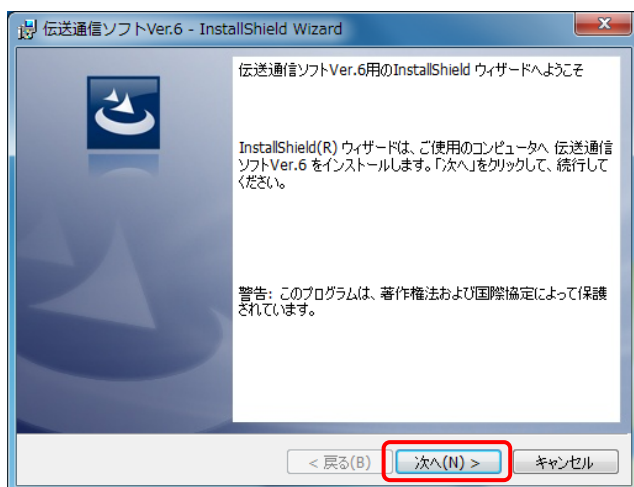 伝送通信ソフトVer.6 - InstallShield Wizard
伝送通信ソフトVer.6用のInstallShield ウィザードへようこそ
InstallShield(R) ウィザードは、ご使用のコンピュータへ 伝送通信
ソフトVer.6 をインストールします。「次へ」をクリックして、続行して
ください。
警告: このプログラムは、著作権法および国際協定によって保護
されています。
< 戻る(B) 次へ(N) > キャンセル